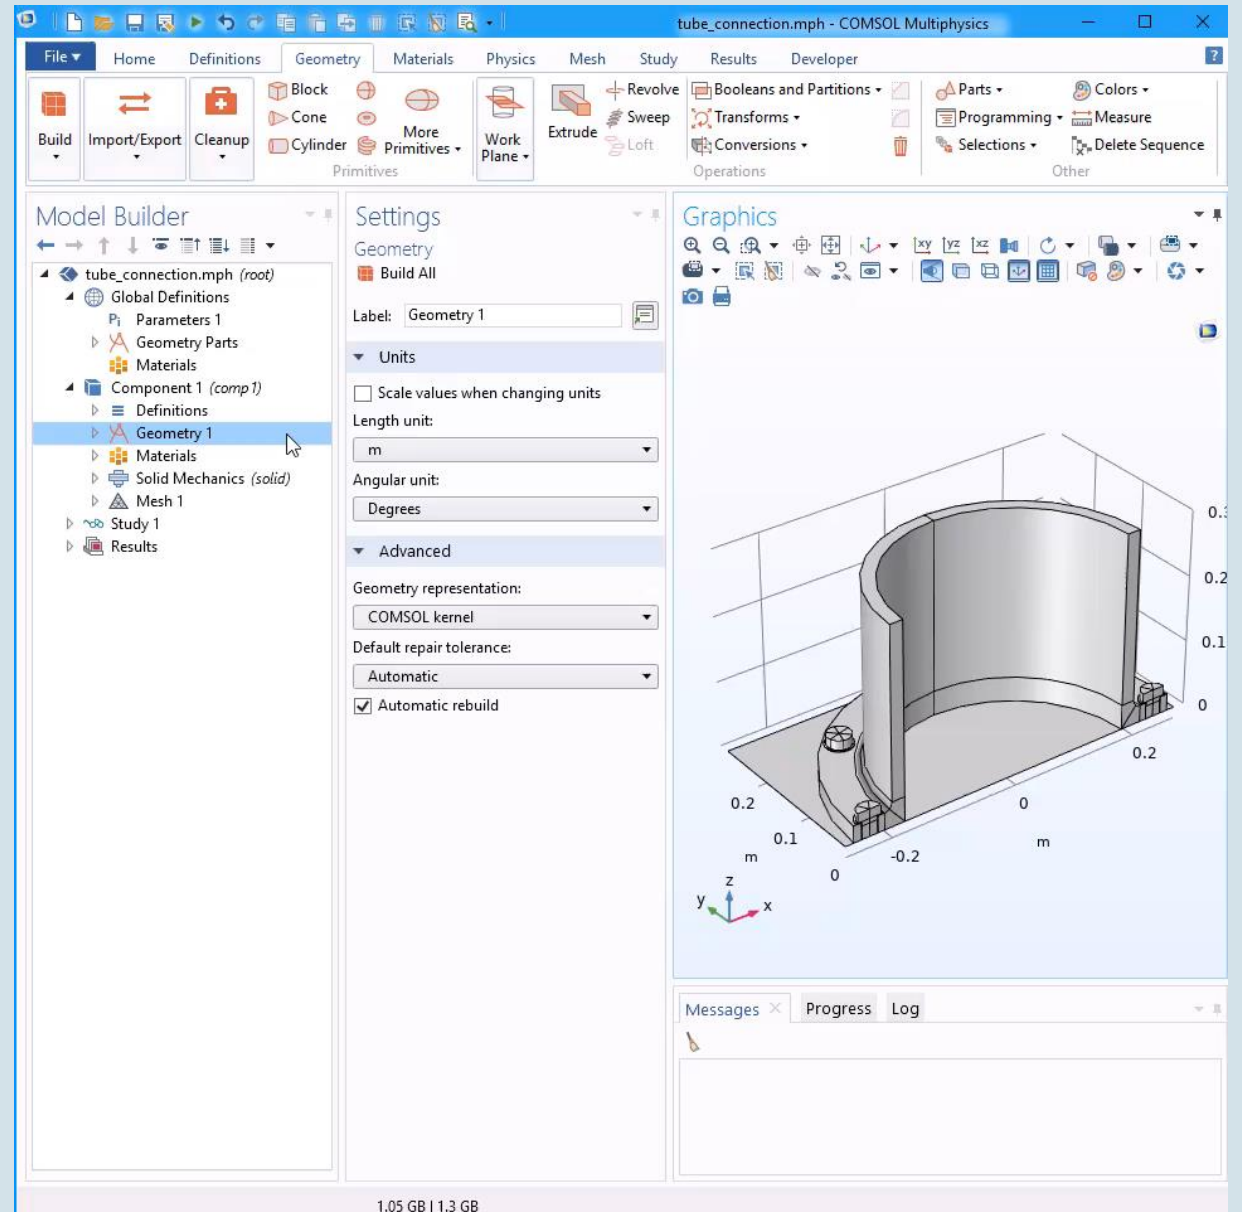 tube_connection.mph - COMSOL Multiphysics
File Home Definitions Geometry Materials Physics Mesh Study Results Developer ?
Block Revolve Booleans and Partitions Parts Colors
Cone Sweep Transforms Programming Measure
Build Import/Export Cleanup Cylinder More Primitives Work Plane Extrude Loft Conversions Selections Delete Sequence
Primitives Operations Other
Model Builder
tube_connection.mph (root)
Global Definitions
Pi Parameters 1
Geometry Parts
Materials
Component 1 (comp1)
Definitions
Geometry 1
Materials
Solid Mechanics (solid)
Mesh 1
Study 1
Results
Settings
Geometry
Build All
Label: Geometry 1
Units
Scale values when changing units
Length unit:
m
Angular unit:
Degrees
Advanced
Geometry representation:
COMSOL kernel
Default repair tolerance:
Automatic
Automatic rebuild
Graphics
xy yz xz
0.2
0.1
0
0.2
0.2
0
0.1
m
m
-0.2
0
z
y
x
Messages Progress Log
1.05 GB | 1.3 GB